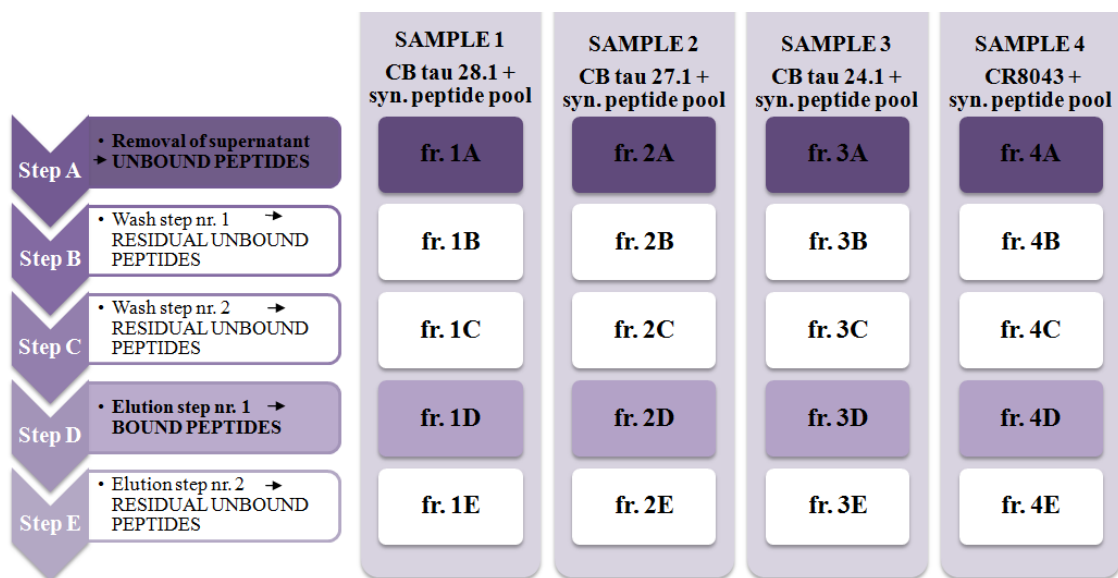 SAMPLE 1
CB tau 28.1 +
syn. peptide pool
SAMPLE 2
CB tau 27.1 +
syn. peptide pool
SAMPLE 3
CB tau 24.1 +
syn. peptide pool
SAMPLE 4
CR8043 +
syn. peptide pool
Step A
• Removal of supernatant
→ UNBOUND PEPTIDES
fr. 1A
fr. 2A
fr. 3A
fr. 4A
Step B
• Wash step nr. 1 →
RESIDUAL UNBOUND
PEPTIDES
fr. 1B
fr. 2B
fr. 3B
fr. 4B
Step C
• Wash step nr. 2 →
RESIDUAL UNBOUND
PEPTIDES
fr. 1C
fr. 2C
fr. 3C
fr. 4C
Step D
• Elution step nr. 1 →
BOUND PEPTIDES
fr. 1D
fr. 2D
fr. 3D
fr. 4D
Step E
• Elution step nr. 2 →
RESIDUAL UNBOUND
PEPTIDES
fr. 1E
fr. 2E
fr. 3E
fr. 4E